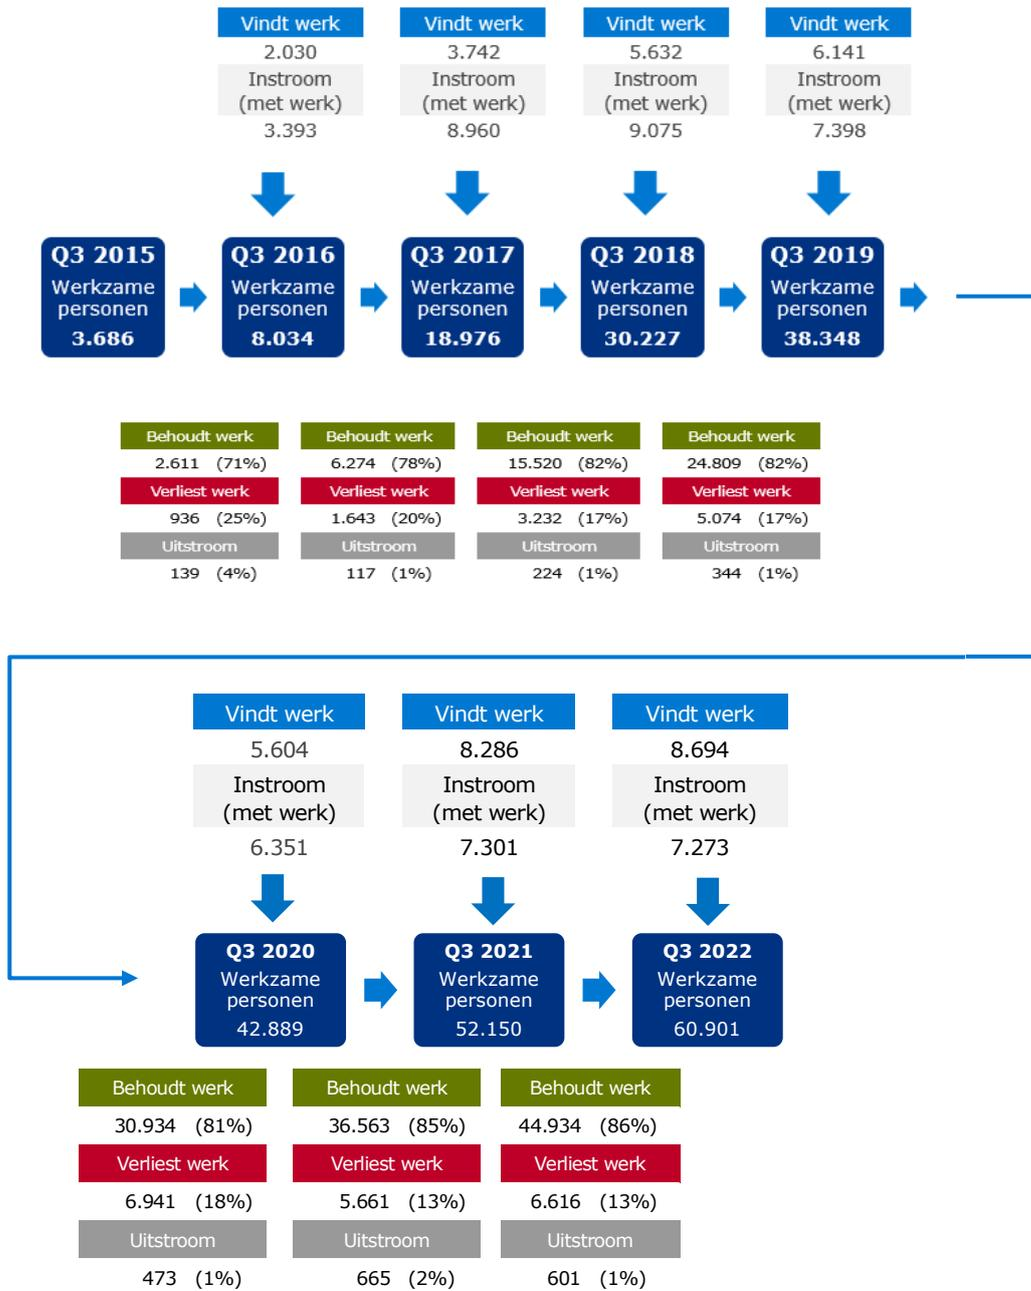 Vindt werk Vindt werk Vindt werk Vindt werk
2.030 3.742 5.632 6.141
Instroom Instroom Instroom Instroom
(met werk) (met werk) (met werk) (met werk)
3.393 8.960 9.075 7.398
Q3 2015 Q3 2016 Q3 2017 Q3 2018 Q3 2019
Werkzame Werkzame Werkzame Werkzame Werkzame
personen personen personen personen personen
3.686 8.034 18.976 30.227 38.348
Behoudt werk Behoudt werk Behoudt werk Behoudt werk
2.611 (71%) 6.274 (78%) 15.520 (82%) 24.809 (82%)
Verliest werk Verliest werk Verliest werk Verliest werk
936 (25%) 1.643 (20%) 3.232 (17%) 5.074 (17%)
Uitstroom Uitstroom Uitstroom Uitstroom
139 (4%) 117 (1%) 224 (1%) 344 (1%)
Vindt werk Vindt werk Vindt werk
5.604 8.286 8.694
Instroom Instroom Instroom
(met werk) (met werk) (met werk)
6.351 7.301 7.273
Q3 2020 Q3 2021 Q3 2022
Werkzame Werkzame Werkzame
personen personen personen
42.889 52.150 60.901
Behoudt werk Behoudt werk Behoudt werk
30.934 (81%) 36.563 (85%) 44.934 (86%)
Verliest werk Verliest werk Verliest werk
6.941 (18%) 5.661 (13%) 6.616 (13%)
Uitstroom Uitstroom Uitstroom
473 (1%) 665 (2%) 601 (1%)